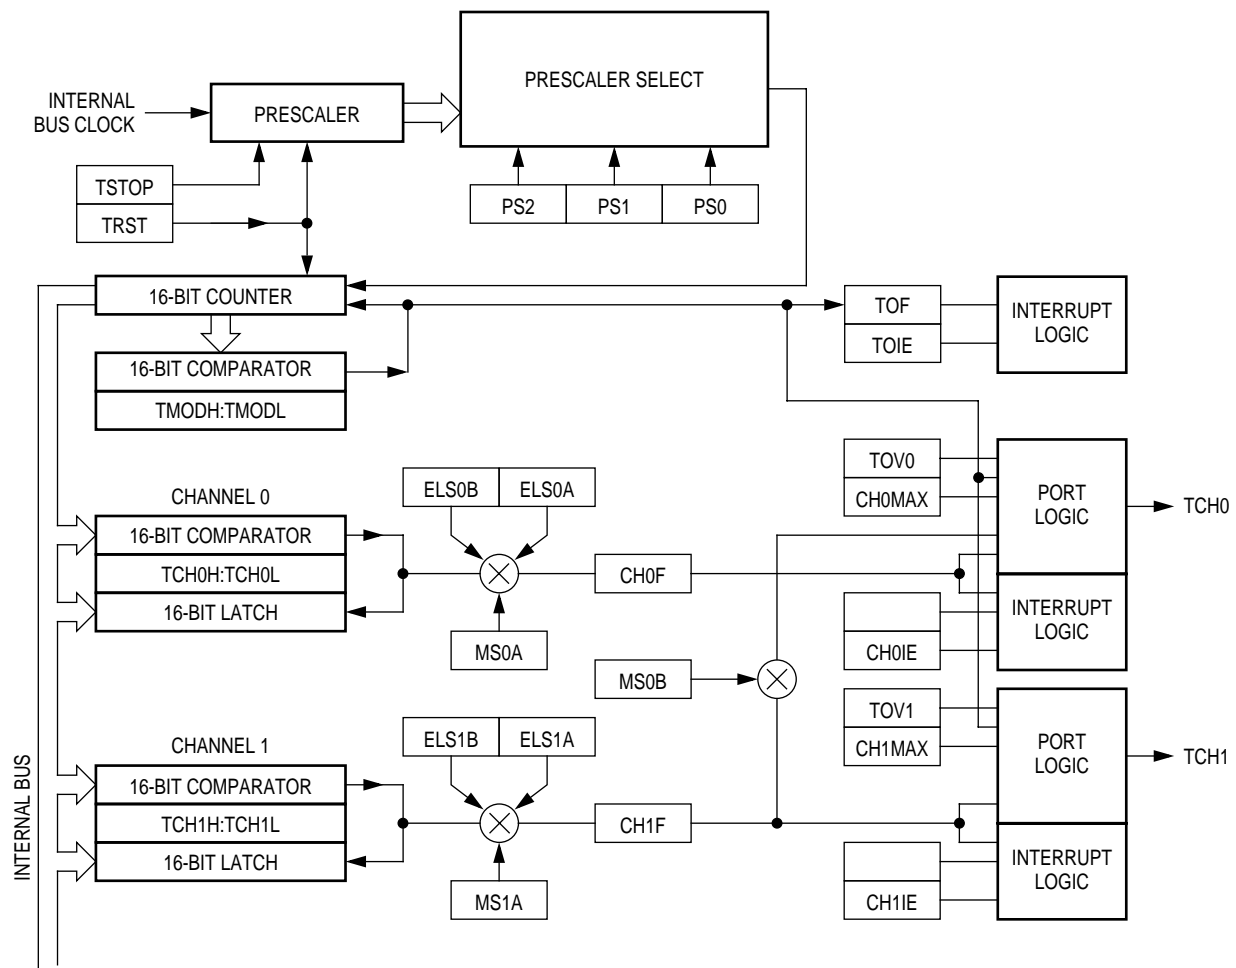 PRESCALER SELECT
INTERNAL
BUS CLOCK
PRESCALER
TSTOP
TRST
PS2 PS1 PS0
16-BIT COUNTER
TOF
TOIE
INTERRUPT
LOGIC
16-BIT COMPARATOR
TMODH:TMODL
CHANNEL 0
16-BIT COMPARATOR
TCH0H:TCH0L
16-BIT LATCH
ELS0B ELS0A
MS0A
CH0F
TOV0
CH0MAX
PORT
LOGIC
TCH0
INTERRUPT
LOGIC
CH0IE
MS0B
CHANNEL 1
16-BIT COMPARATOR
TCH1H:TCH1L
16-BIT LATCH
ELS1B ELS1A
MS1A
CH1F
TOV1
CH1MAX
PORT
LOGIC
TCH1
INTERRUPT
LOGIC
CH1IE
INTERNAL BUS